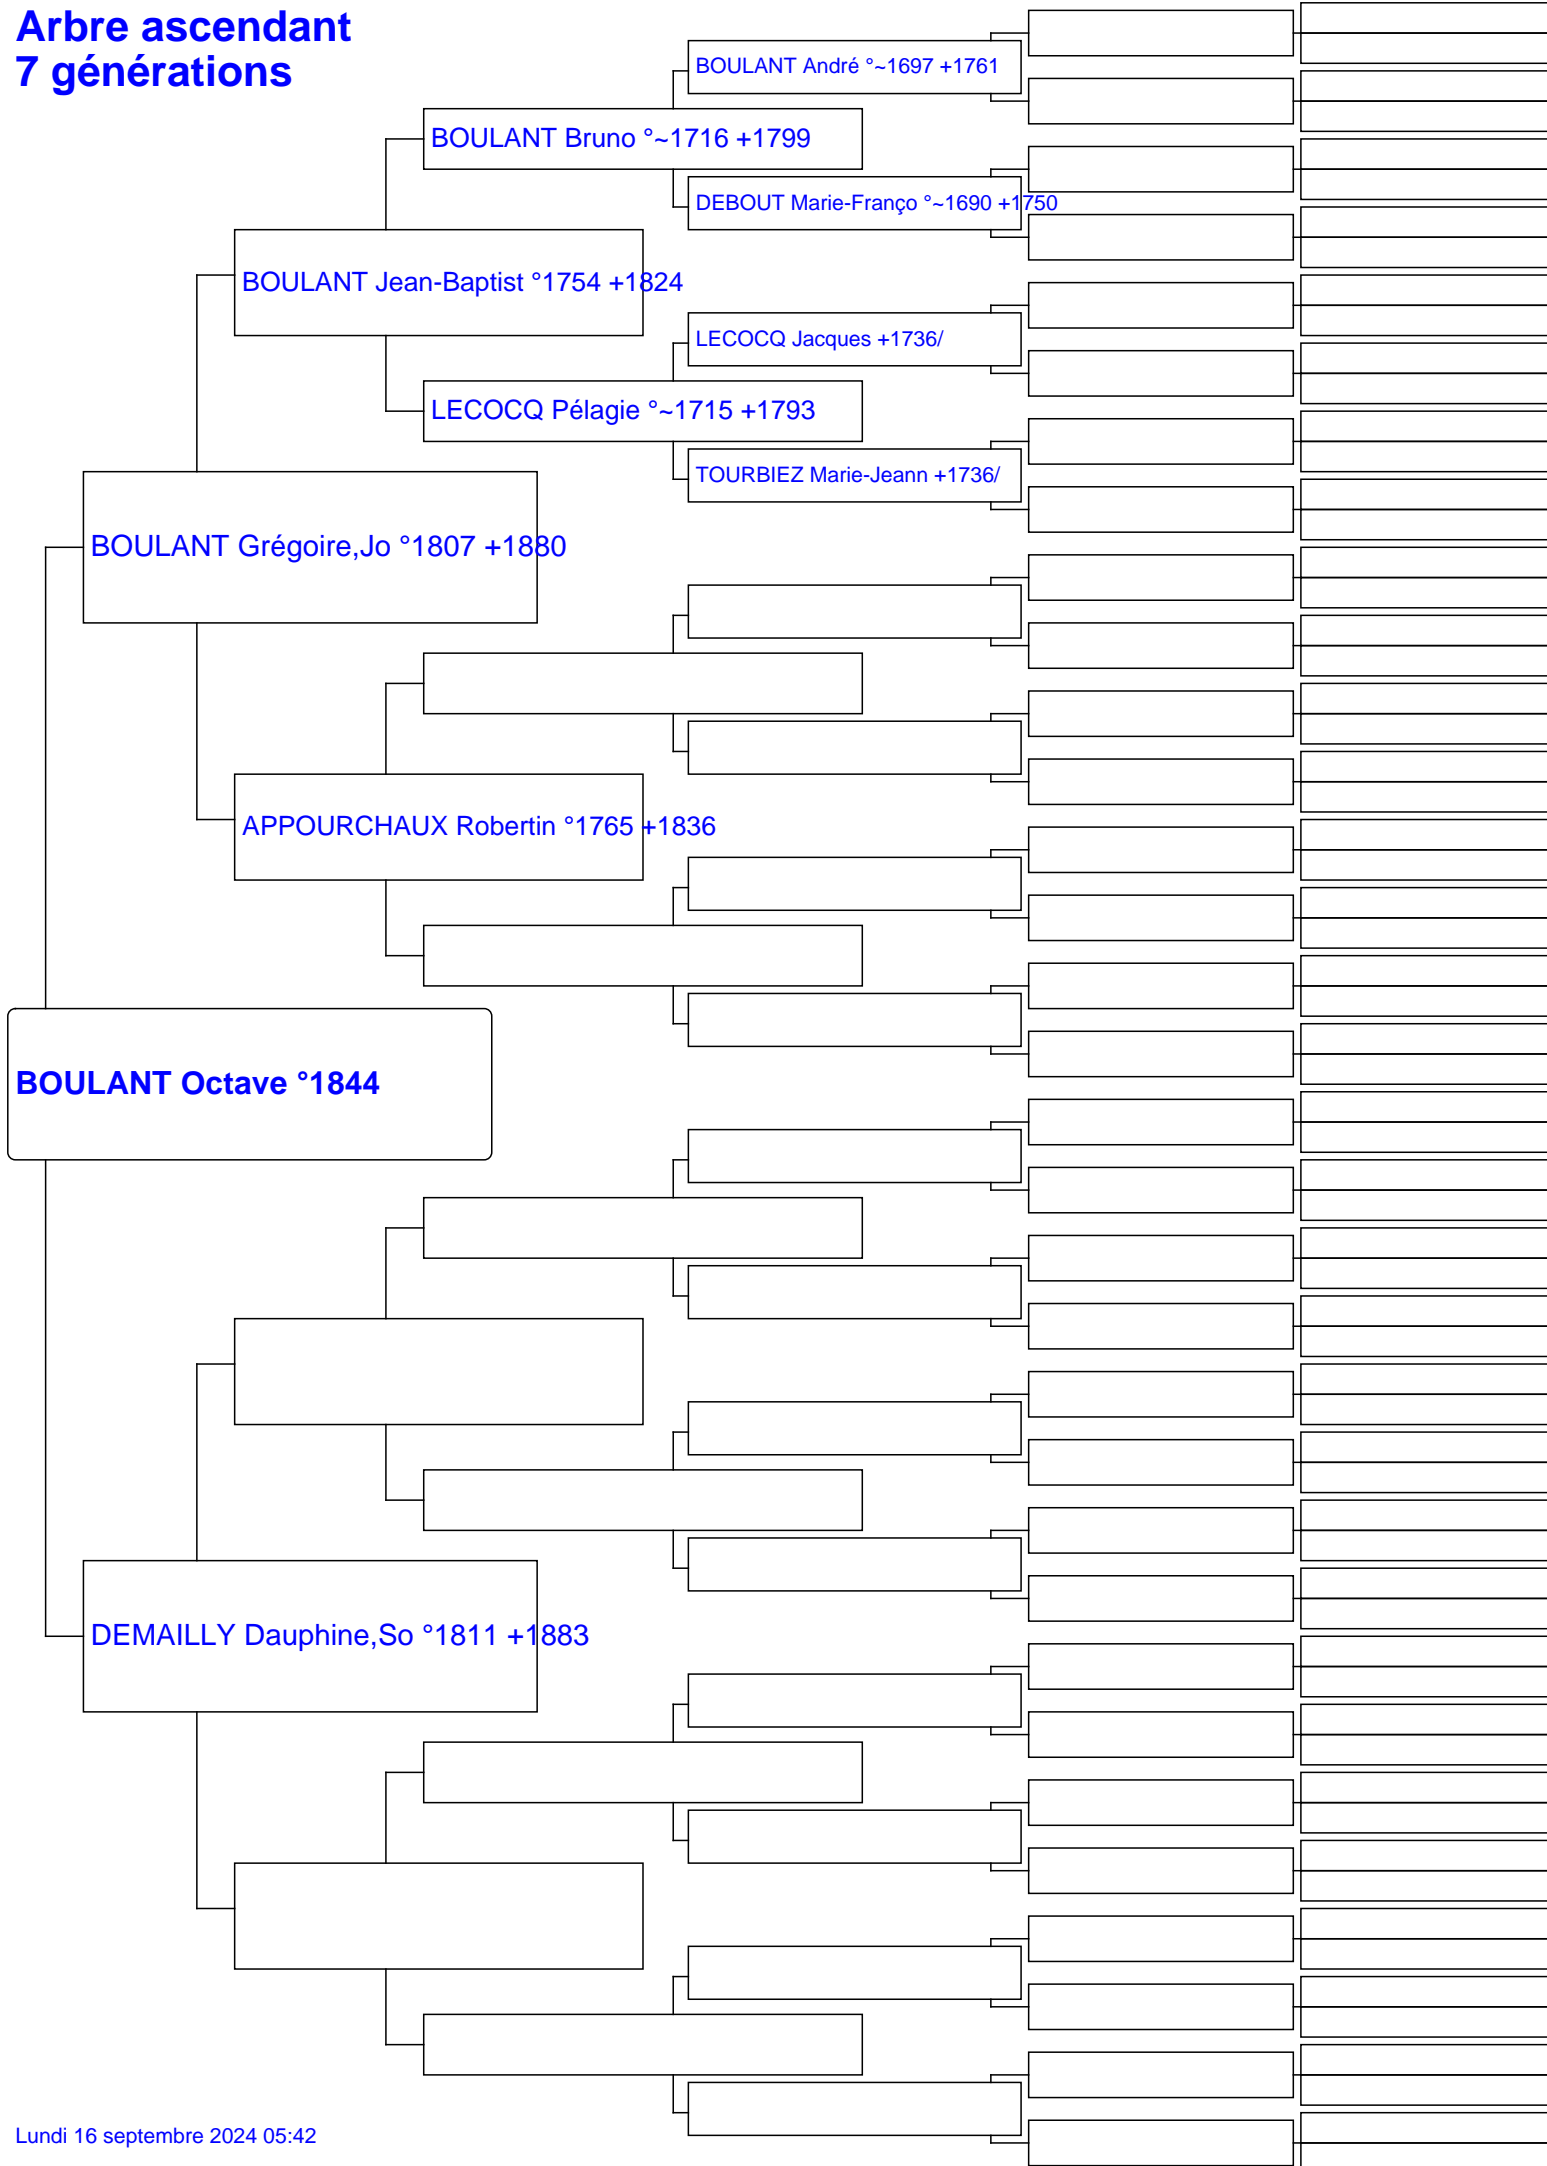 Arbre ascendant
7 générations
BOULANT André °~1697 +1761
BOULANT Bruno °~1716 +1799
DEBOUT Marie-Franço °~1690 +1750
BOULANT Jean-Baptist °1754 +1824
LECOCQ Jacques +1736/
LECOCQ Pélagie °~1715 +1793
TOURBIEZ Marie-Jeann +1736/
BOULANT Grégoire,Jo °1807 +1880
APPOURCHAUX Robertin °1765 +1836
BOULANT Octave °1844
DEMAILLY Dauphine,So °1811 +1883
Lundi 16 septembre 2024 05:42